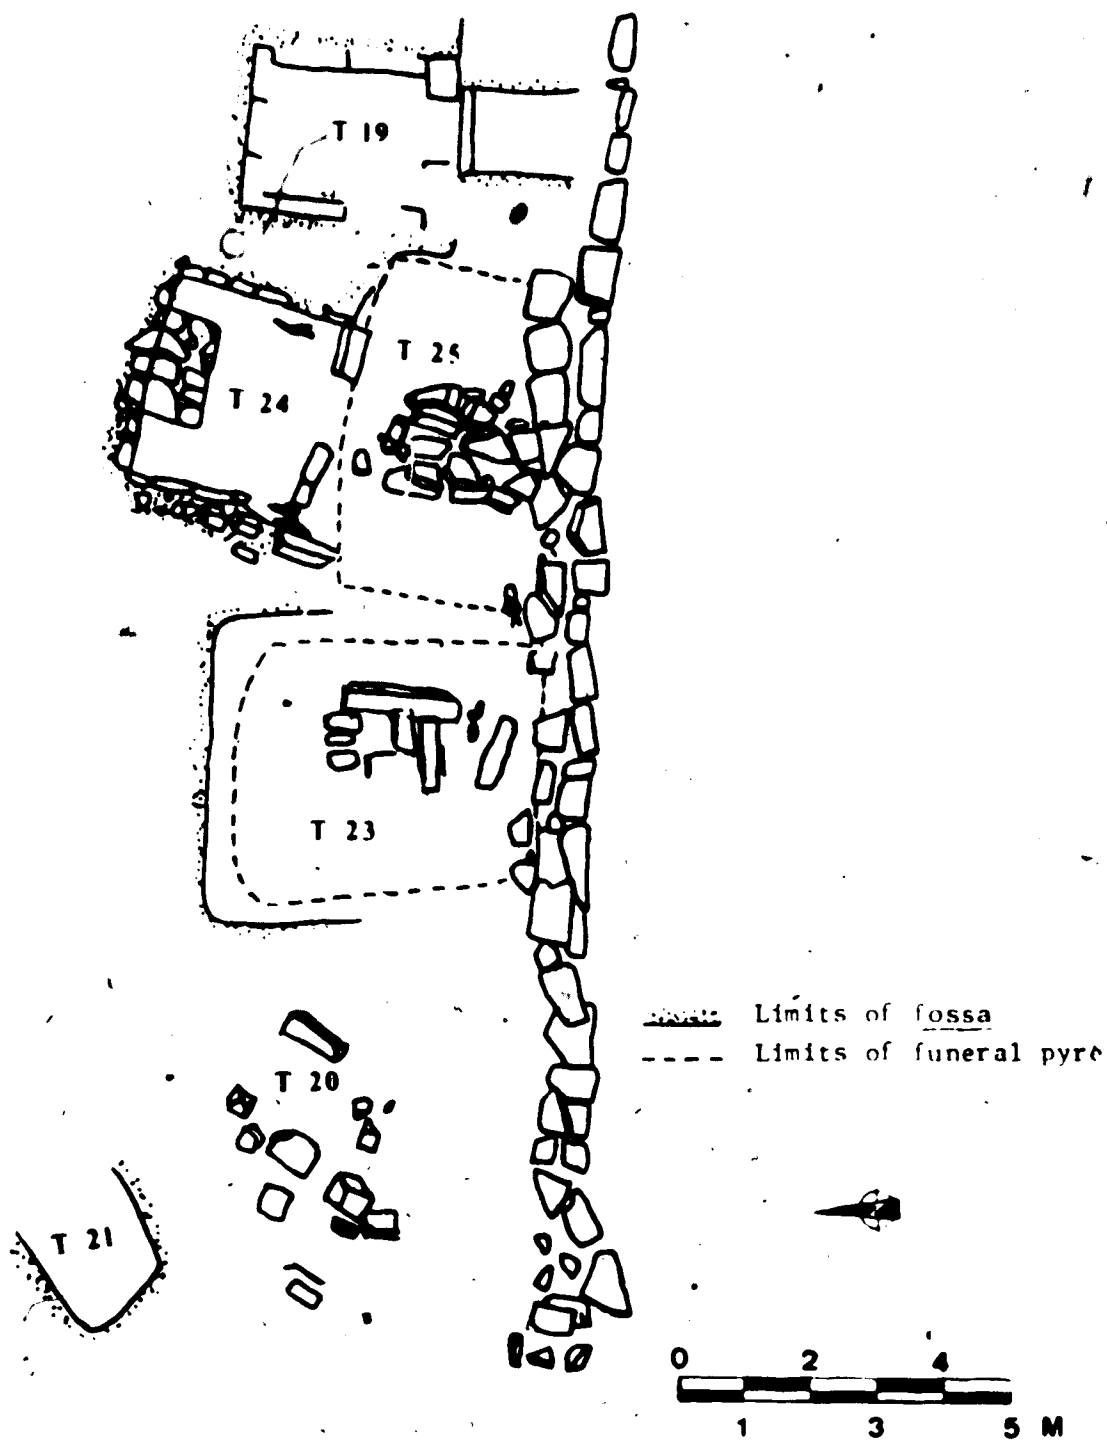 T 19
T 25
T 24
T 23
Limits of fossa
Limits of funeral pyre
T 20
T 21
0 2 4
1 3 5 M